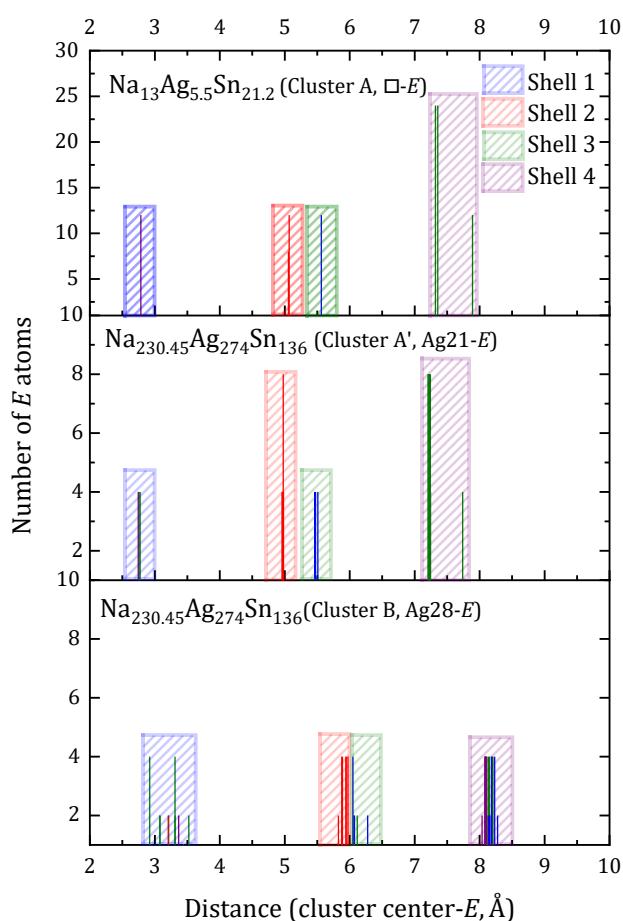 2 3 4 5 6 7 8 9 10
30
25
20
15
10
5
10
Na13Ag5.5Sn21.2 (Cluster A, □-E)
Shell 1
Shell 2
Shell 3
Shell 4
8
6
4
2
10
Na230.45Ag274Sn136 (Cluster A', Ag21-E)
8
6
4
2
Na230.45Ag274Sn136(Cluster B, Ag28-E)
2 3 4 5 6 7 8 9 10
Number of E atoms
Distance (cluster center-E, Å)